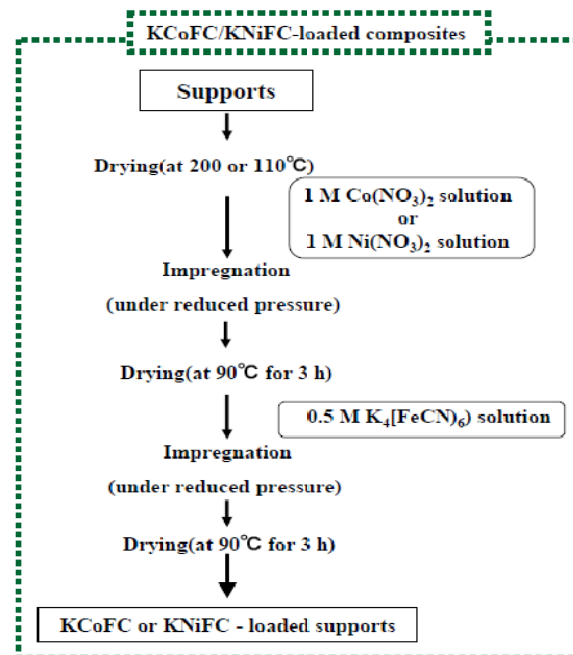 KCoFC/KNiFC-loaded composites
Supports
Drying(at 200 or 110℃)
1 M Co(NO₃)₂ solution
or
1 M Ni(NO₃)₂ solution
Impregnation
(under reduced pressure)
Drying(at 90℃ for 3 h)
0.5 M K₄[FeCN)₆) solution
Impregnation
(under reduced pressure)
Drying(at 90℃ for 3 h)
KCoFC or KNiFC - loaded supports